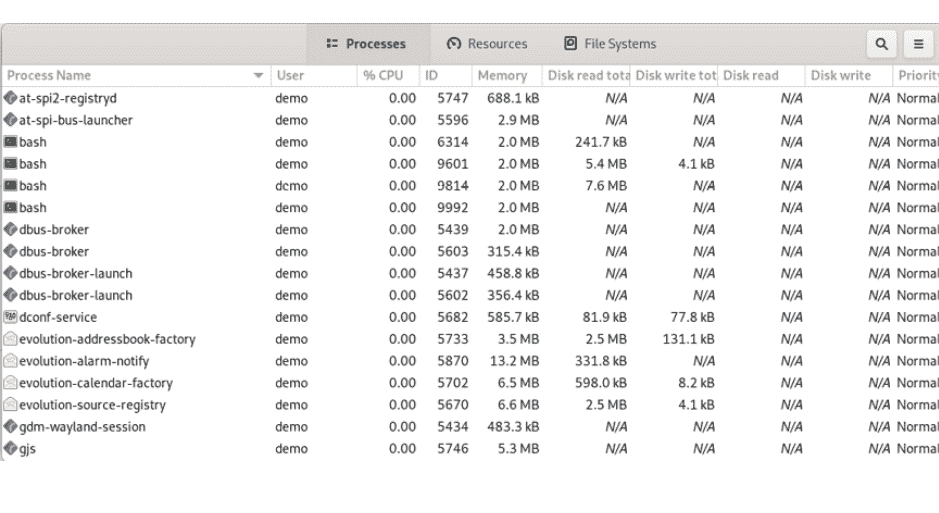 Processes Resources File Systems
Process Name User % CPU ID Memory Disk read tota Disk write tot Disk read Disk write Priorit
at-spi2-registryd demo 0.00 5747 688.1 kB N/A N/A N/A N/A Normal
at-spi-bus-launcher demo 0.00 5596 2.9 MB N/A N/A N/A N/A Normal
bash demo 0.00 6314 2.0 MB 241.7 kB N/A N/A N/A Normal
bash demo 0.00 9601 2.0 MB 5.4 MB 4.1 kB N/A N/A Normal
bash demo 0.00 9814 2.0 MB 7.6 MB N/A N/A N/A Normal
bash demo 0.00 9992 2.0 MB N/A N/A N/A N/A Normal
dbus-broker demo 0.00 5439 2.0 MB N/A N/A N/A N/A Normal
dbus-broker demo 0.00 5603 315.4 kB N/A N/A N/A N/A Normal
dbus-broker-launch demo 0.00 5437 458.8 kB N/A N/A N/A N/A Normal
dbus-broker-launch demo 0.00 5602 356.4 kB N/A N/A N/A N/A Normal
dconf-service demo 0.00 5682 585.7 kB 81.9 kB 77.8 kB N/A N/A Normal
evolution-addressbook-factory demo 0.00 5733 3.5 MB 2.5 MB 131.1 kB N/A N/A Normal
evolution-alarm-notify demo 0.00 5870 13.2 MB 331.8 kB N/A N/A N/A Normal
evolution-calendar-factory demo 0.00 5702 6.5 MB 598.0 kB 8.2 kB N/A N/A Normal
evolution-source-registry demo 0.00 5670 6.6 MB 2.5 MB 4.1 kB N/A N/A Normal
gdm-wayland-session demo 0.00 5434 483.3 kB N/A N/A N/A N/A Normal
gjs demo 0.00 5746 5.3 MB N/A N/A N/A N/A Normal